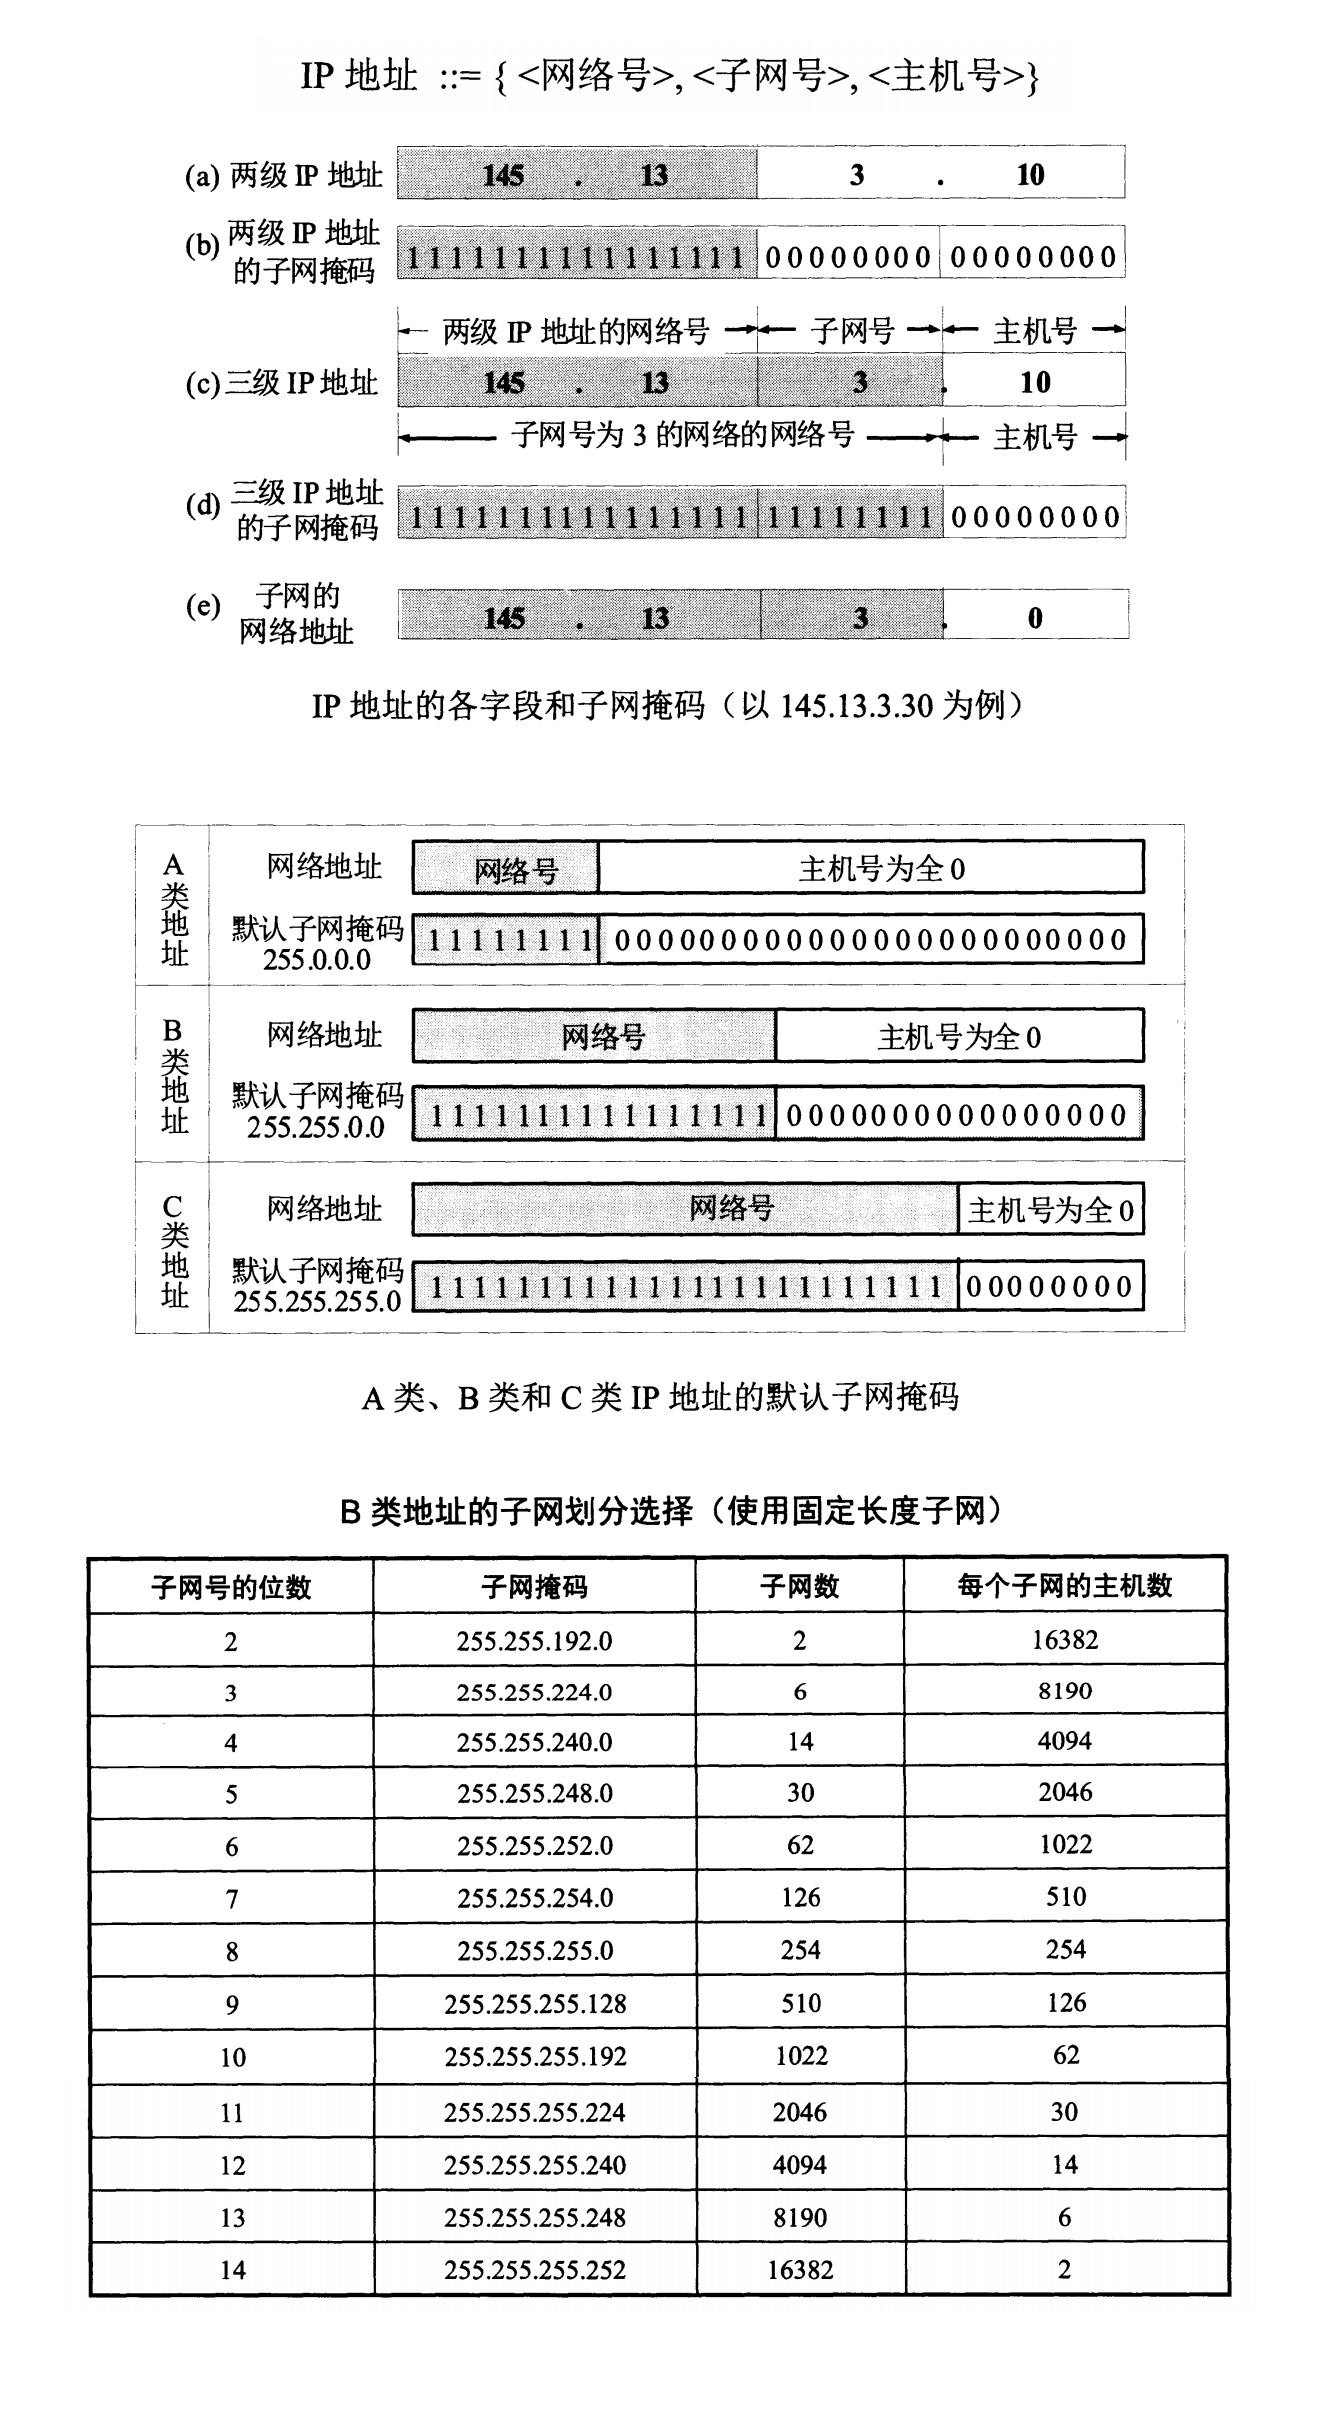 IP 地址 ::= { <网络号>, <子网号>, <主机号>}
(a) 两级 IP 地址 145 . 13 3 . 10
(b) 两级 IP 地址
的子网掩码 1111111111111111 00000000 00000000
两级 IP 地址的网络号 子网号 主机号
(c) 三级 IP 地址 145 . 13 3 . 10
子网号为 3 的网络的网络号 主机号
(d) 三级 IP 地址
的子网掩码 1111111111111111 11111111 00000000
(e) 子网的
网络地址 145 . 13 3 . 0
IP 地址的各字段和子网掩码（以 145.13.3.30 为例）
A类地址
网络地址 网络号 主机号为全 0
默认子网掩码
255.0.0.0 11111111 000000000000000000000000
B类地址
网络地址 网络号 主机号为全 0
默认子网掩码
255.255.0.0 1111111111111111 0000000000000000
C类地址
网络地址 网络号 主机号为全 0
默认子网掩码
255.255.255.0 111111111111111111111111 00000000
A 类、B 类和 C 类 IP 地址的默认子网掩码
B 类地址的子网划分选择（使用固定长度子网）
子网号的位数 子网掩码 子网数 每个子网的主机数
2 255.255.192.0 2 16382
3 255.255.224.0 6 8190
4 255.255.240.0 14 4094
5 255.255.248.0 30 2046
6 255.255.252.0 62 1022
7 255.255.254.0 126 510
8 255.255.255.0 254 254
9 255.255.255.128 510 126
10 255.255.255.192 1022 62
11 255.255.255.224 2046 30
12 255.255.255.240 4094 14
13 255.255.255.248 8190 6
14 255.255.255.252 16382 2